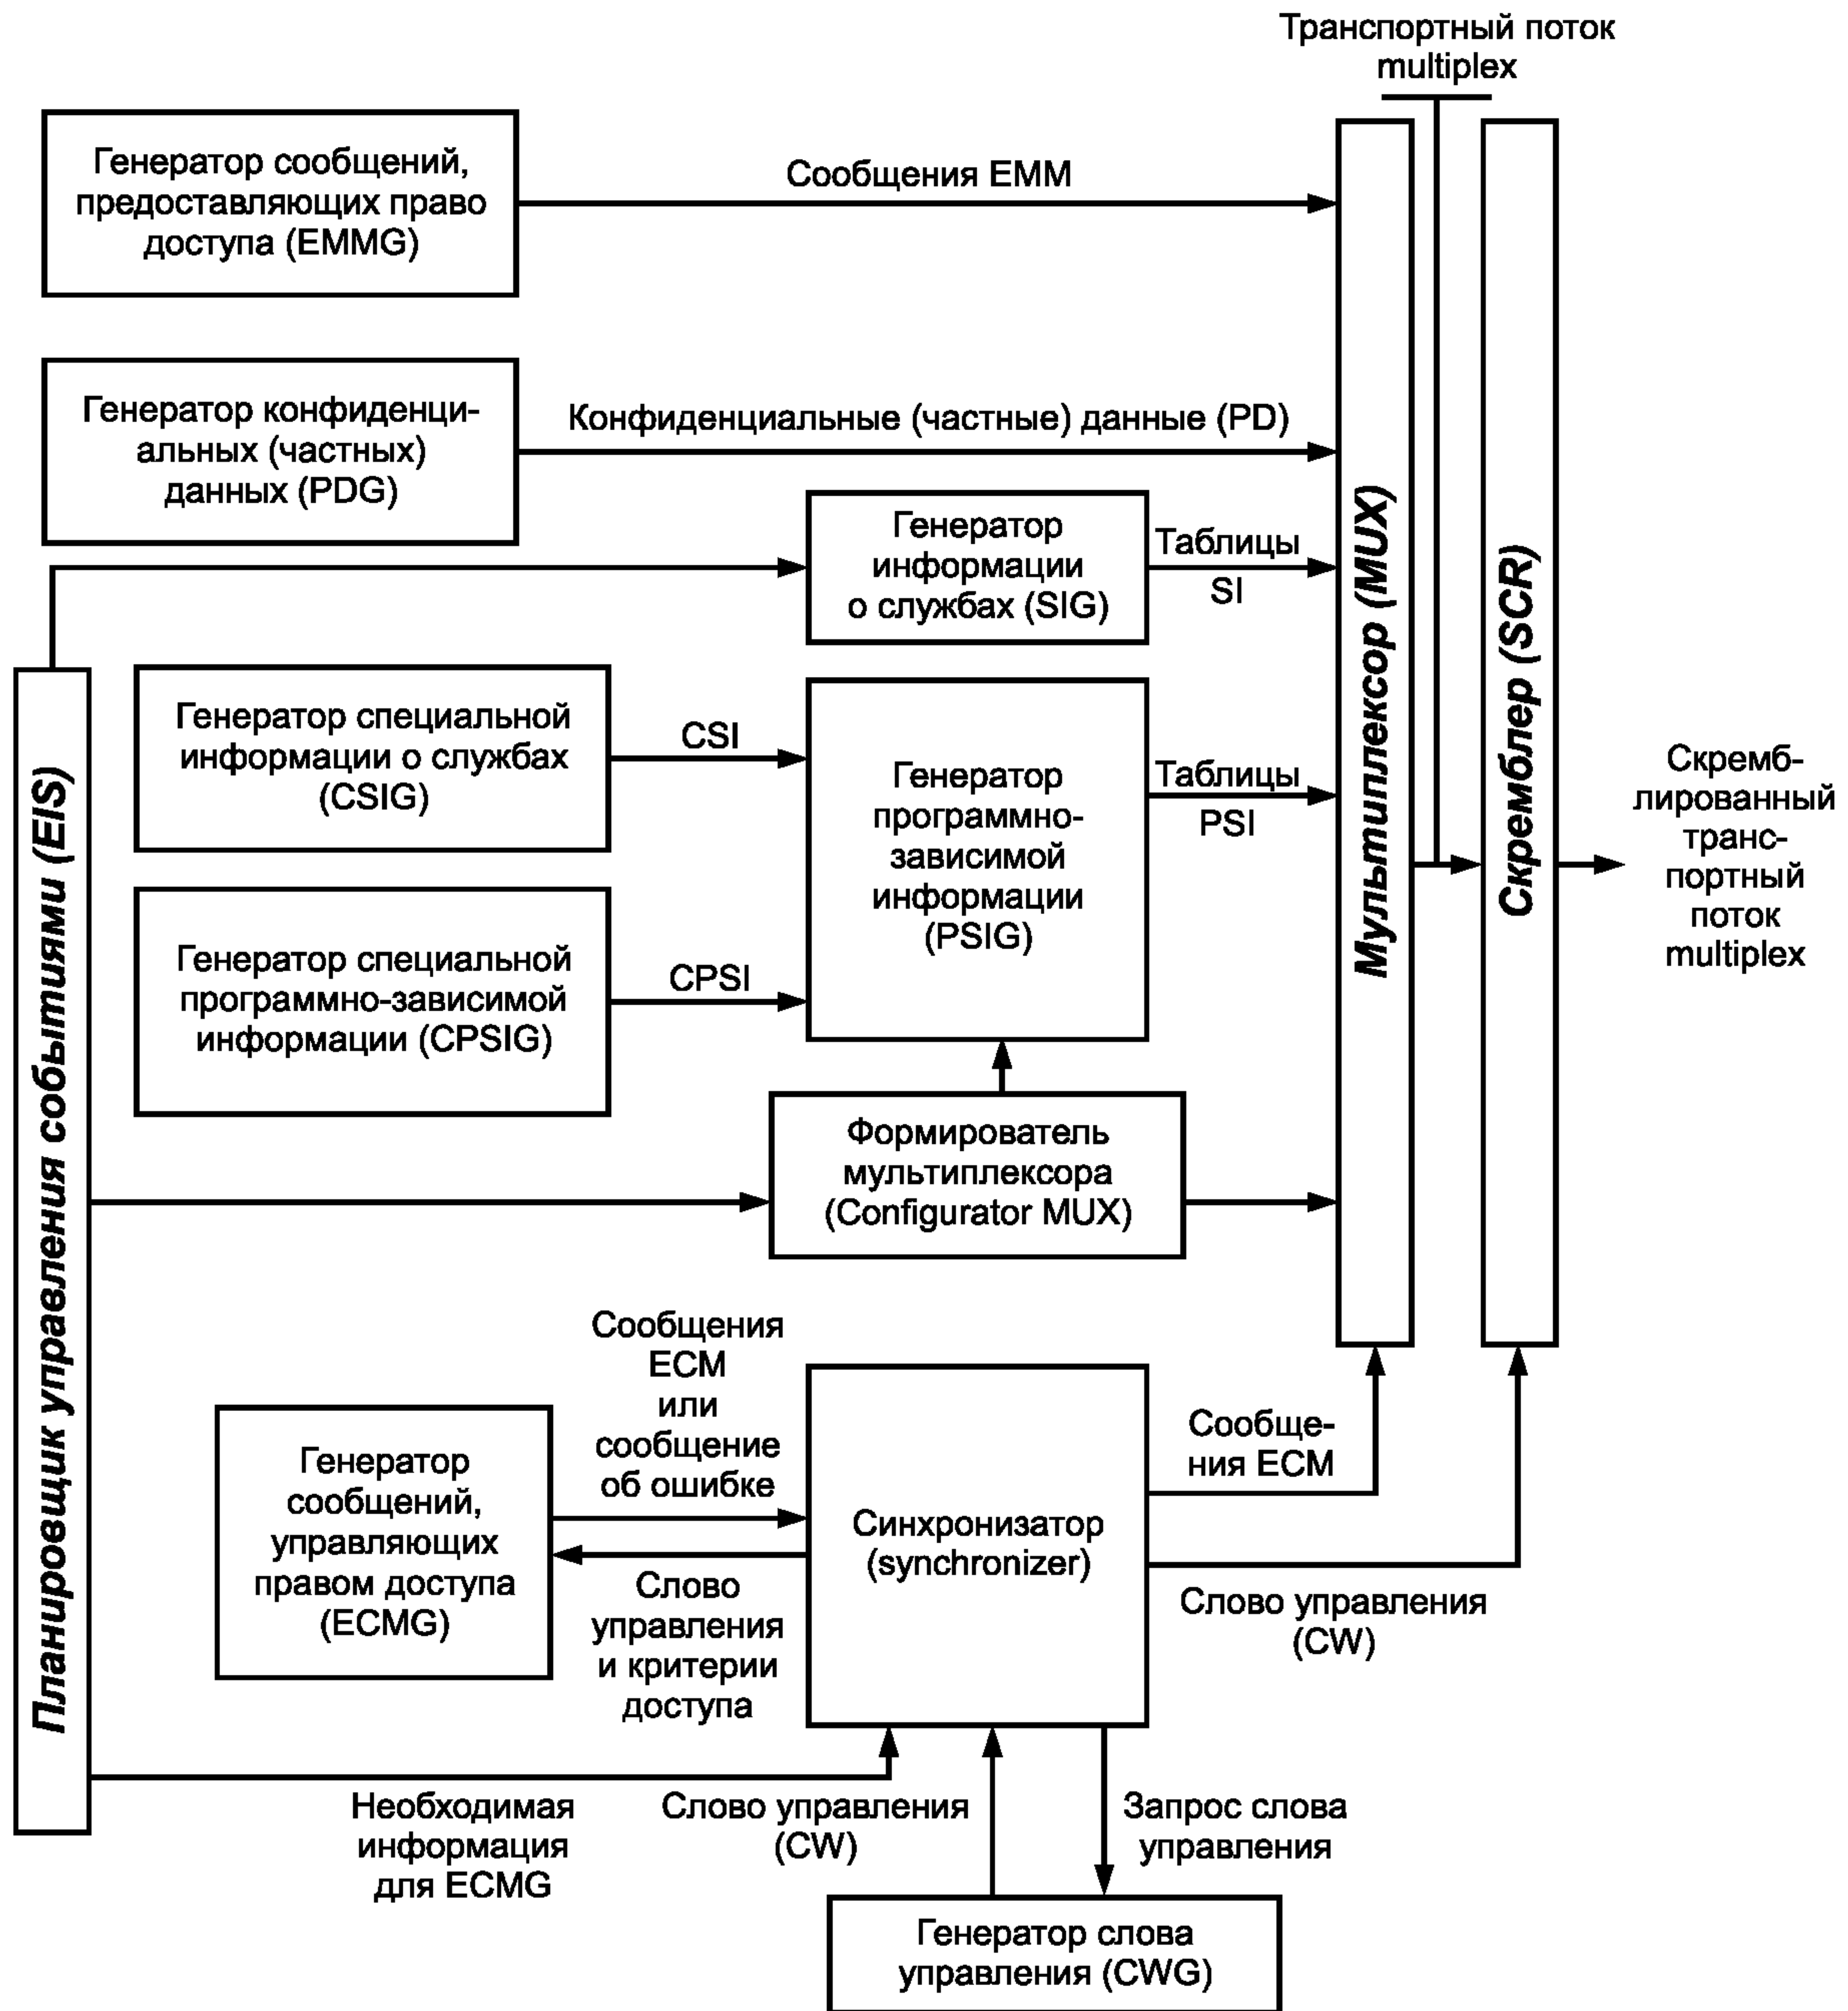 Транспортный поток
multiplex
Генератор сообщений,
предоставляющих право
доступа (EMMG)
Сообщения EMM
Генератор конфиденци-
альных (частных)
данных (PDG)
Конфиденциальные (частные) данные (PD)
Генератор
информации
о службах (SIG)
Таблицы
SI
Мультиплексор (MUX)
Скремблер (SCR)
Планировщик управления событиями (EIS)
Генератор специальной
информации о службах
(CSIG)
CSI
Генератор
программно-
зависимой
информации
(PSIG)
Таблицы
PSI
Скремб-
лированный
транс-
портный
поток
multiplex
Генератор специальной
программно-зависимой
информации (CPSIG)
CPSI
Формирователь
мультиплексора
(Configurator MUX)
Сообщения
ECM
или
сообщение
об ошибке
Генератор
сообщений,
управляющих
правом доступа
(ECMG)
Слово
управления
и критерии
доступа
Синхронизатор
(synchronizer)
Сообще-
ния ECM
Слово управления
(CW)
Необходимая
информация
для ECMG
Слово управления
(CW)
Запрос слова
управления
Генератор слова
управления (CWG)